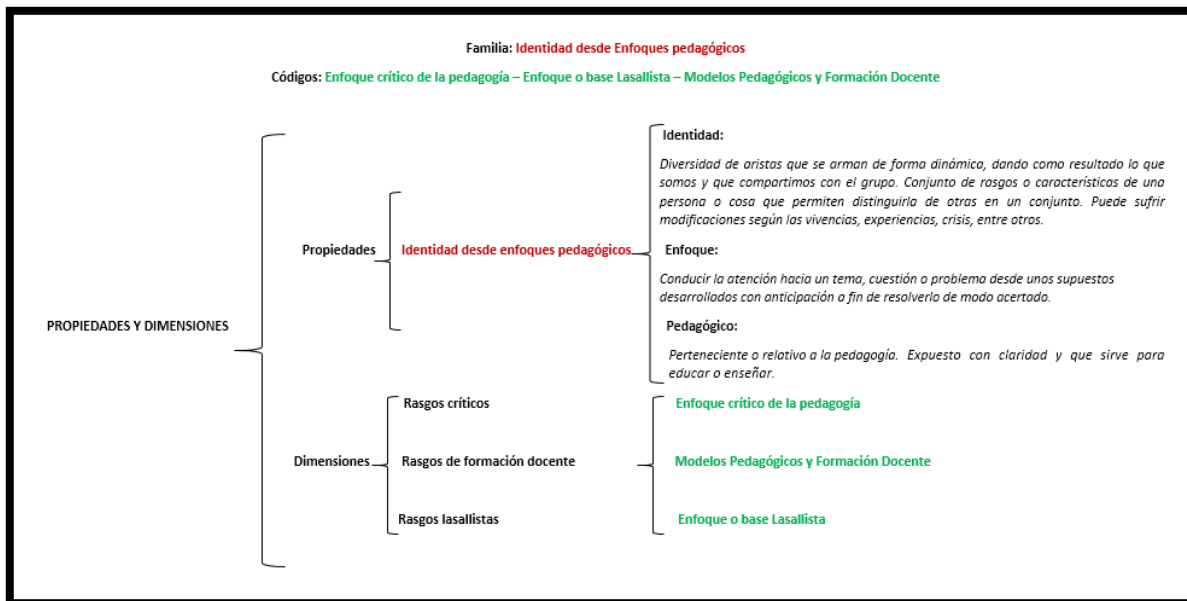 Familia: Identidad desde Enfoques pedagógicos
Códigos: Enfoque crítico de la pedagogía – Enfoque o base Lasallista – Modelos Pedagógicos y Formación Docente
Identidad:
Diversidad de aristas que se arman de forma dinámica, dando como resultado lo que
somos y que compartimos con el grupo. Conjunto de rasgos o características de una
persona o cosa que permiten distinguirla de otras en un conjunto. Puede sufrir
modificaciones según las vivencias, experiencias, crisis, entre otros.
Propiedades
Identidad desde enfoques pedagógicos
Enfoque:
Conducir la atención hacia un tema, cuestión o problema desde unos supuestos
desarrollados con anticipación a fin de resolverlo de modo acertado.
PROPIEDADES Y DIMENSIONES
Pedagógico:
Perteneciente o relativo a la pedagogía. Expuesto con claridad y que sirve para
educar o enseñar.
Rasgos críticos
Enfoque crítico de la pedagogía
Dimensiones
Rasgos de formación docente
Modelos Pedagógicos y Formación Docente
Rasgos lasallistas
Enfoque o base Lasallista